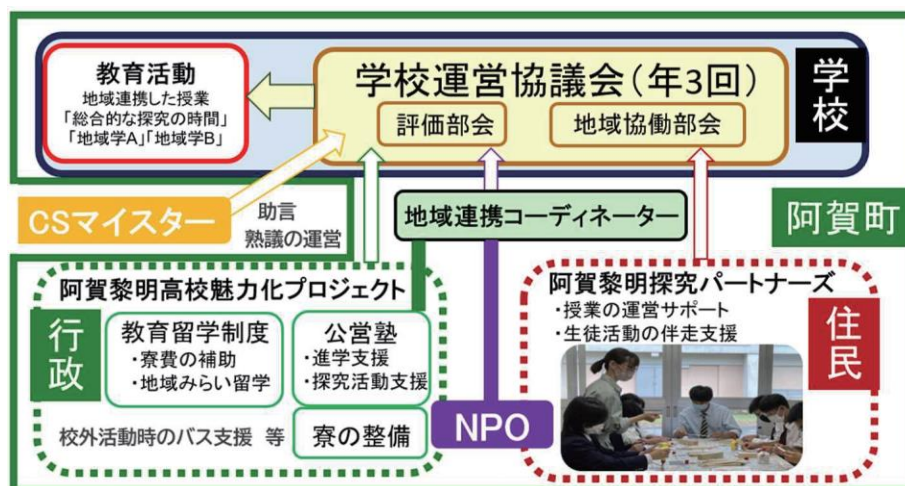 教育活動
地域連携した授業
「総合的な探究の時間」
「地域学A」「地域学B」
学校運営協議会（年3回）
評価部会
地域協働部会
学校
CSマイスター
助言
熟議の運営
地域連携コーディネーター
阿賀町
阿賀黎明高校魅力化プロジェクト
行政
教育留学制度
・寮費の補助
・地域みらい留学
公営塾
・進学支援
・探究活動支援
校外活動時のバス支援 等
寮の整備
NPO
阿賀黎明探究パートナーズ
・授業の運営サポート
・生徒活動の伴走支援
住民